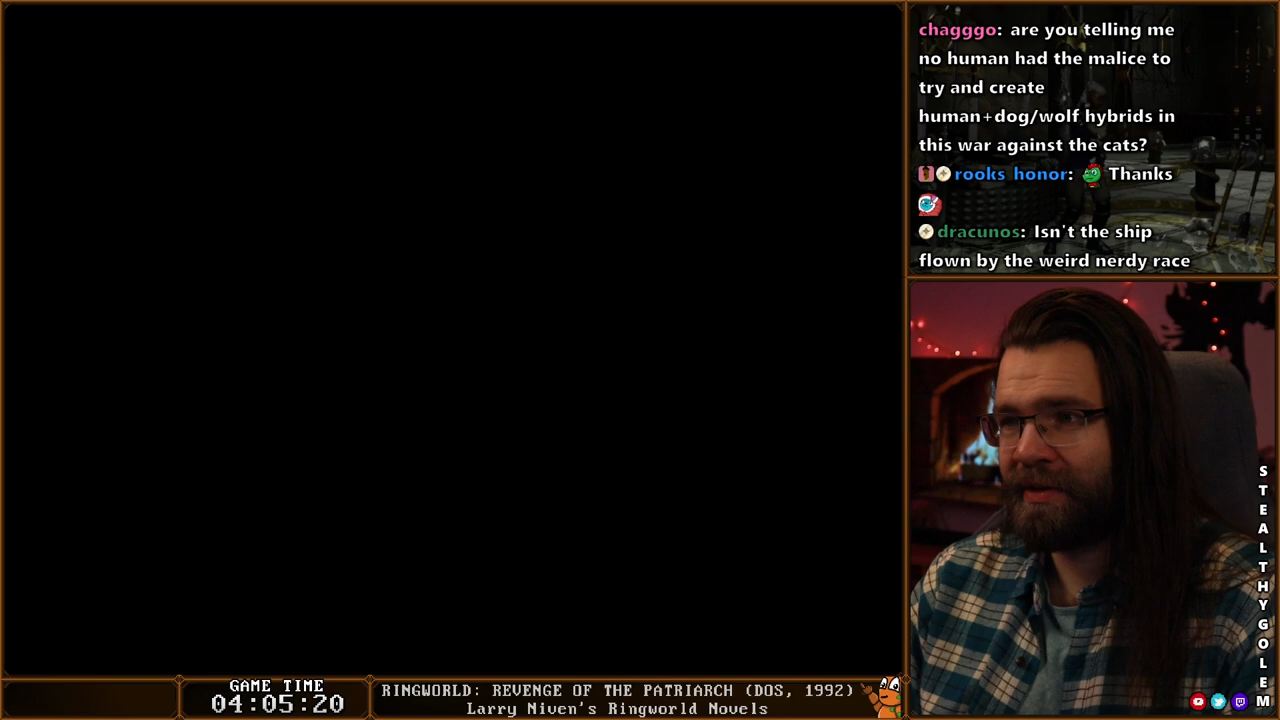 chagggo: are you telling me
no human had the malice to
try and create
human+dog/wolf hybrids in
this war against the cats?
rooks honor: Thanks
dracunos: Isn't the ship
flown by the weird nerdy race
STEALTHYGOLEM
GAME TIME
04:05:20
RINGWORLD: REVENGE OF THE PATRIARCH (DOS, 1992)
Larry Niven's Ringworld Novels